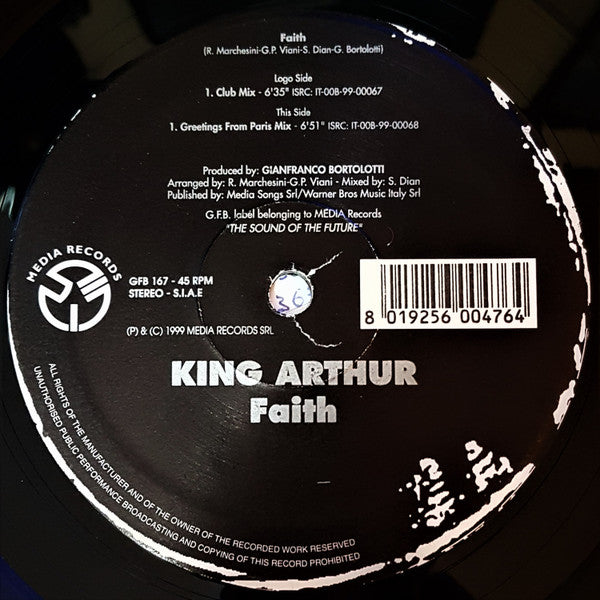 Faith
(R. Marchesini-G.P. Viani-S. Dian-G. Bortolotti)
Logo Side
1. Club Mix - 6'35" ISRC: IT-00B-99-00067
This Side
1. Greetings From Paris Mix - 6'51" ISRC: IT-00B-99-00068
Produced by: GIANFRANCO BORTOLOTTI
Arranged by: R. Marchesini-G.P. Viani - Mixed by: S. Dian
Published by: Media Songs Srl/Warner Bros Music Italy Srl
G.F.B. label belonging to MEDIA Records
"THE SOUND OF THE FUTURE"
MEDIA RECORDS
GFB 167 - 45 RPM
STEREO - S.I.A.E
36
8 019256 004764
(P) & (C) 1999 MEDIA RECORDS SRL
KING ARTHUR
Faith
ALL RIGHTS OF THE MANUFACTURER AND OF THE OWNER OF THE RECORDED WORK RESERVED
UNAUTHORISED PUBLIC PERFORMANCE BROADCASTING AND COPYING OF THIS RECORD PROHIBITED